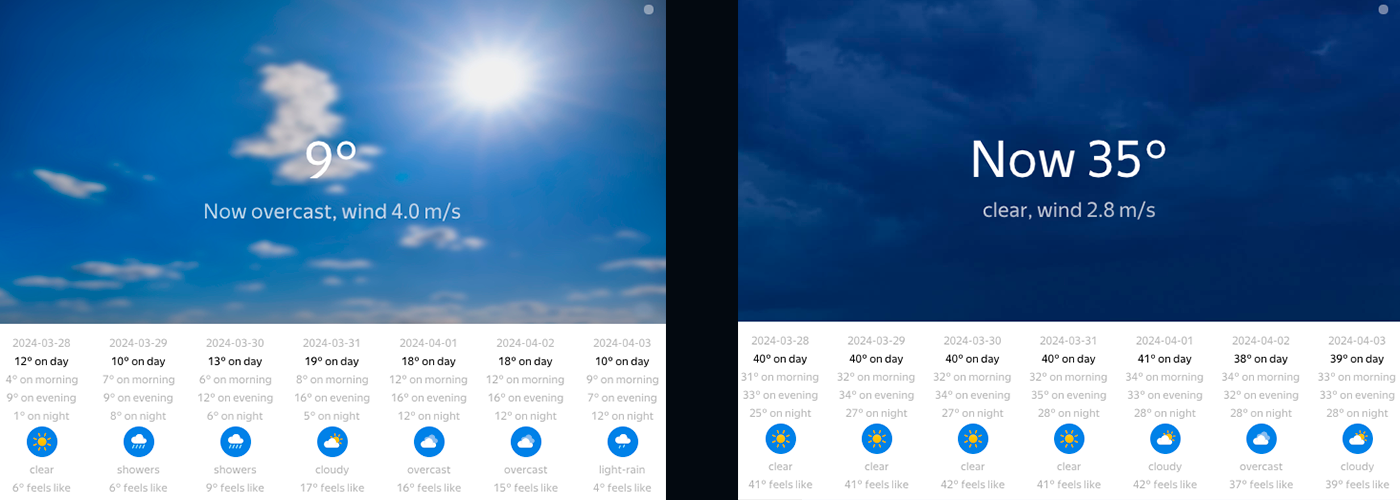 9°
Now overcast, wind 4.0 m/s
2024-03-28 2024-03-29 2024-03-30 2024-03-31 2024-04-01 2024-04-02 2024-04-03
12° on day 10° on day 13° on day 19° on day 18° on day 18° on day 10° on day
4° on morning 7° on morning 6° on morning 8° on morning 12° on morning 12° on morning 9° on morning
9° on evening 9° on evening 12° on evening 16° on evening 16° on evening 16° on evening 7° on evening
1° on night 8° on night 6° on night 5° on night 12° on night 12° on night 12° on night
clear showers showers cloudy overcast overcast light-rain
6° feels like 6° feels like 9° feels like 17° feels like 16° feels like 15° feels like 4° feels like
Now 35°
clear, wind 2.8 m/s
2024-03-28 2024-03-29 2024-03-30 2024-03-31 2024-04-01 2024-04-02 2024-04-03
40° on day 40° on day 40° on day 40° on day 41° on day 38° on day 39° on day
31° on morning 32° on morning 32° on morning 32° on morning 34° on morning 34° on morning 33° on morning
33° on evening 34° on evening 34° on evening 35° on evening 34° on evening 32° on evening 33° on evening
25° on night 27° on night 27° on night 28° on night 28° on night 28° on night 28° on night
clear clear clear clear cloudy overcast cloudy
41° feels like 41° feels like 42° feels like 41° feels like 42° feels like 37° feels like 39° feels like